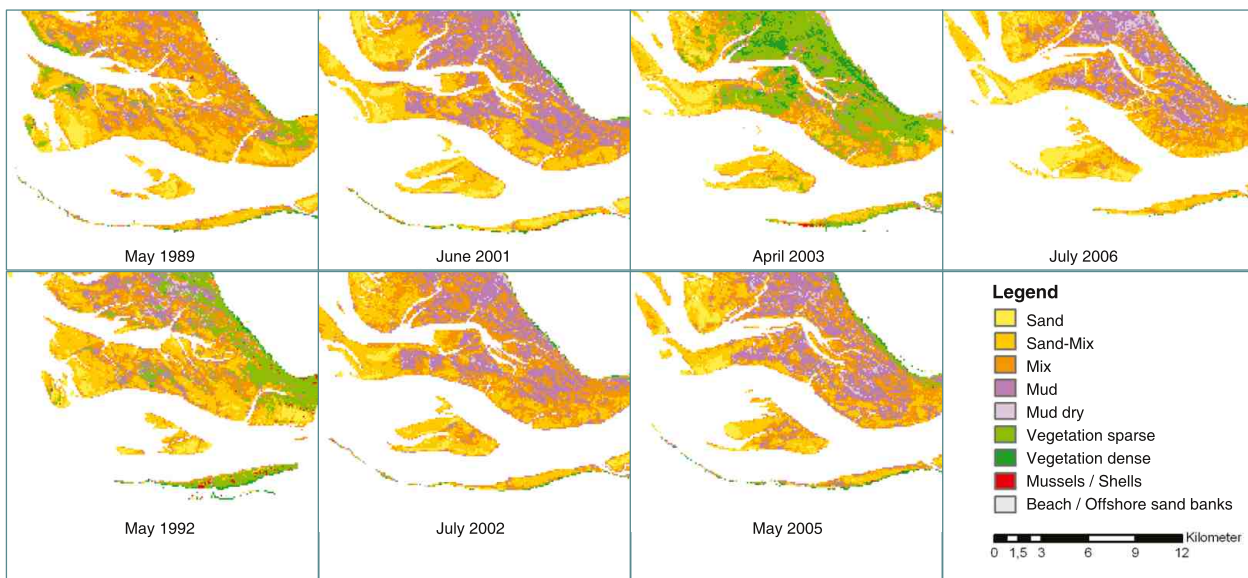 May 1989
June 2001
April 2003
July 2006
May 1992
July 2002
May 2005
Legend
Sand
Sand-Mix
Mix
Mud
Mud dry
Vegetation sparse
Vegetation dense
Mussels / Shells
Beach / Offshore sand banks
Kilometer
0 1,5 3 6 9 12